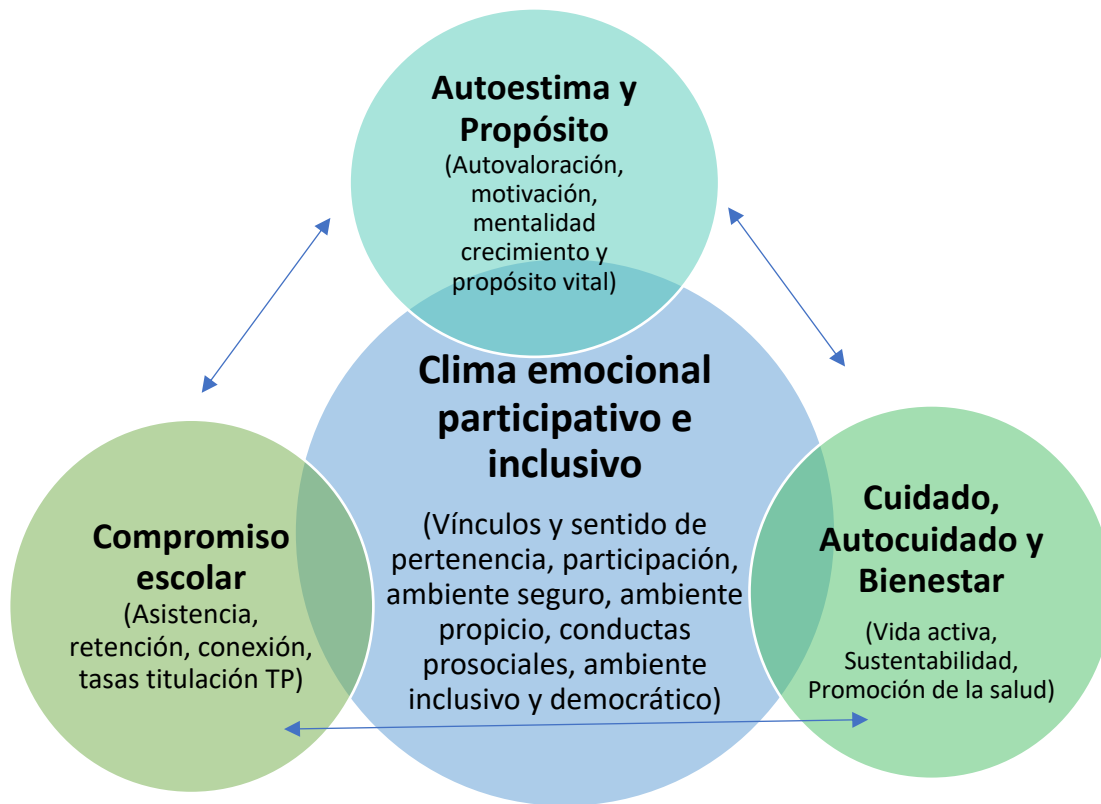 Autoestima y
Propósito
(Autovaloración,
motivación,
mentalidad
crecimiento y
propósito vital)
Clima emocional
participativo e
inclusivo
(Vínculos y sentido de
pertenencia, participación,
ambiente seguro, ambiente
propicio, conductas
prosociales, ambiente
inclusivo y democrático)
Compromiso
escolar
(Asistencia,
retención, conexión,
tasas titulación TP)
Cuidado,
Autocuidado y
Bienestar
(Vida activa,
Sustentabilidad,
Promoción de la salud)